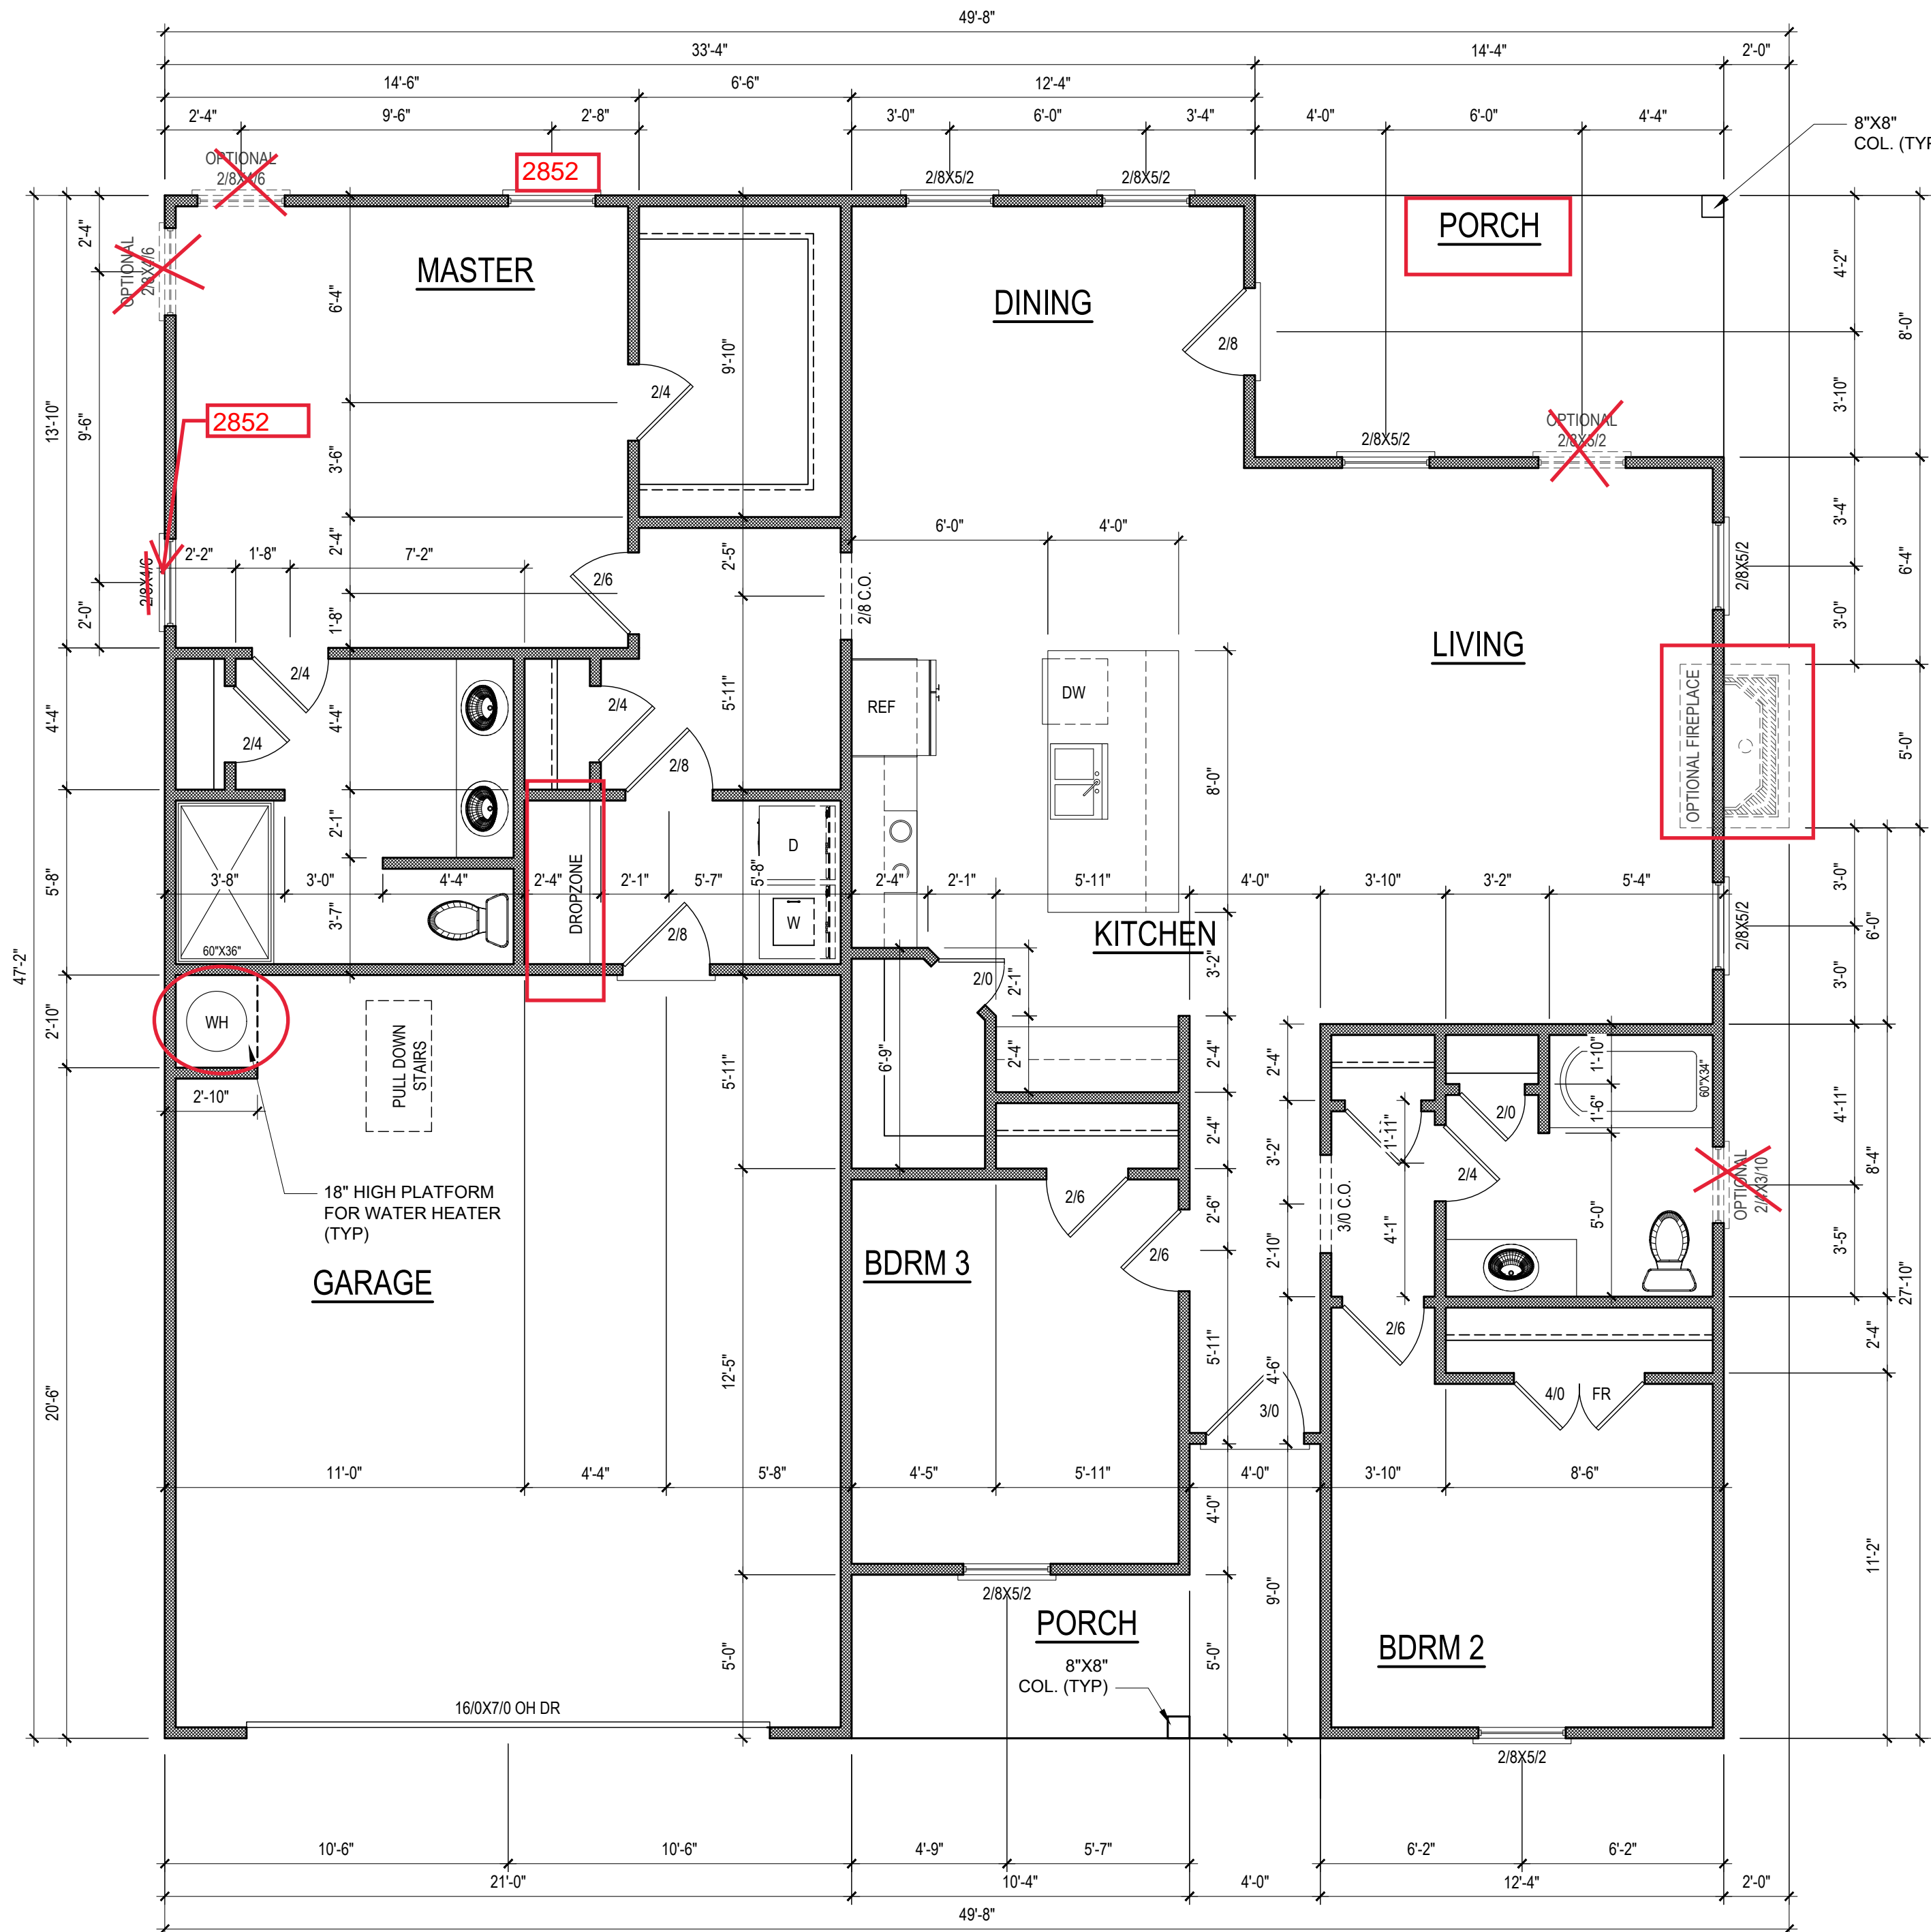 49'-8"
33'-4"
14'-4"
2'-0"
14'-6"
6'-6"
12'-4"
2'-4"
9'-6"
2'-8"
3'-0"
6'-0"
3'-4"
4'-0"
6'-0"
4'-4"
8"X8"
COL. (TYP
OPTIONAL
2/8X4/6
2852
2/8X5/2
2/8X5/2
PORCH
2'-4"
OPTIONAL
2/8X4/6
MASTER
6'-4"
DINING
4'-2"
8'-0"
2/8
9'-10"
2/4
2852
13'-10"
9'-6"
3'-6"
3'-10"
OPTIONAL
2/8X5/2
2/8X5/2
2'-4"
2'-5"
6'-0"
4'-0"
3'-4"
6'-4"
2/8X5/2
2/8X4/6
2'-2"
1'-8"
7'-2"
2/6
2/8 C.O.
2'-0"
1'-8"
3'-0"
LIVING
2/4
2/4
2/4
4'-4"
4'-4"
5'-11"
2/8
REF
DW
8'-0"
OPTIONAL FIREPLACE
5'-0"
2'-1"
5'-8"
3'-8"
3'-0"
4'-4"
2'-4"
2'-1"
5'-7"
5'-8"
D
W
2'-4"
2'-1"
5'-11"
4'-0"
3'-10"
3'-2"
5'-4"
3'-0"
DROPZONE
3'-7"
60"X36"
2/8
KITCHEN
3'-2"
2/8X5/2
6'-0"
3'-0"
47'-2"
2'-10"
WH
PULL DOWN
STAIRS
2/0
2'-1"
2'-10"
5'-11"
6'-9"
2'-4"
2'-4"
2'-4"
2'-4"
1'-10"
1'-6"
60"X34"
4'-11"
2/0
3'-2"
1'-11"
2/4
OPTIONAL
2/4X3/10
8'-4"
18" HIGH PLATFORM
FOR WATER HEATER
(TYP)
2/6
2'-6"
2/6
3/0 C.O.
2'-10"
4'-1"
5'-0"
3'-5"
27'-10"
GARAGE
BDRM 3
2/6
2'-4"
20'-6"
12'-5"
5'-11"
4'-6"
3/0
4/0
FR
11'-0"
4'-4"
5'-8"
4'-5"
5'-11"
4'-0"
3'-10"
8'-6"
4'-0"
11'-2"
2/8X5/2
9'-0"
PORCH
5'-0"
5'-0"
BDRM 2
8"X8"
COL. (TYP)
16/0X7/0 OH DR
2/8X5/2
10'-6"
10'-6"
4'-9"
5'-7"
6'-2"
6'-2"
21'-0"
10'-4"
4'-0"
12'-4"
2'-0"
49'-8"